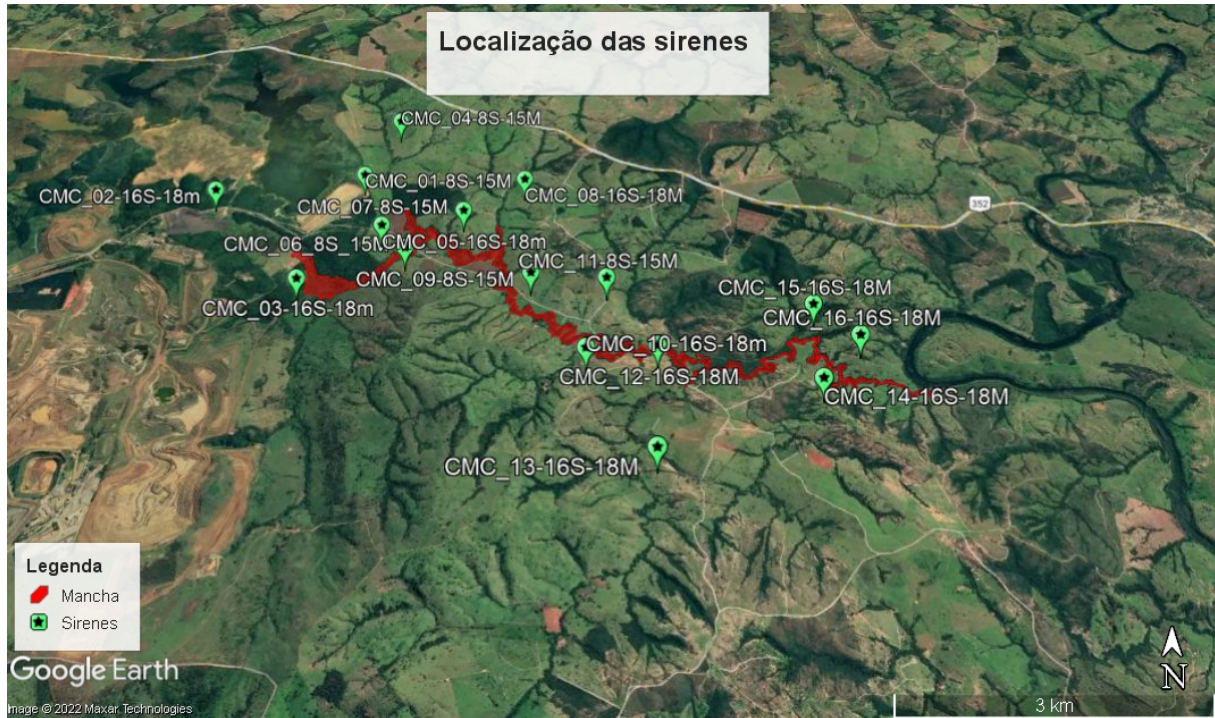 Localização das sirenes
CMC_04-8S-15M
CMC_01-8S-15M
CMC_02-16S-18m
CMC_08-16S-18M
CMC_07-8S-15M
352
CMC_06_8S_15M
CMC_05-16S-18m
CMC_11-8S-15M
CMC_09-8S-15M
CMC_03-16S-18m
CMC_15-16S-18M
CMC_16-16S-18M
CMC_10-16S-18m
CMC_12-16S-18M
CMC_14-16S-18M
CMC_13-16S-18M
Legenda
Mancha
Sirenes
Google Earth
Image © 2022 Maxar Technologies
N
3 km